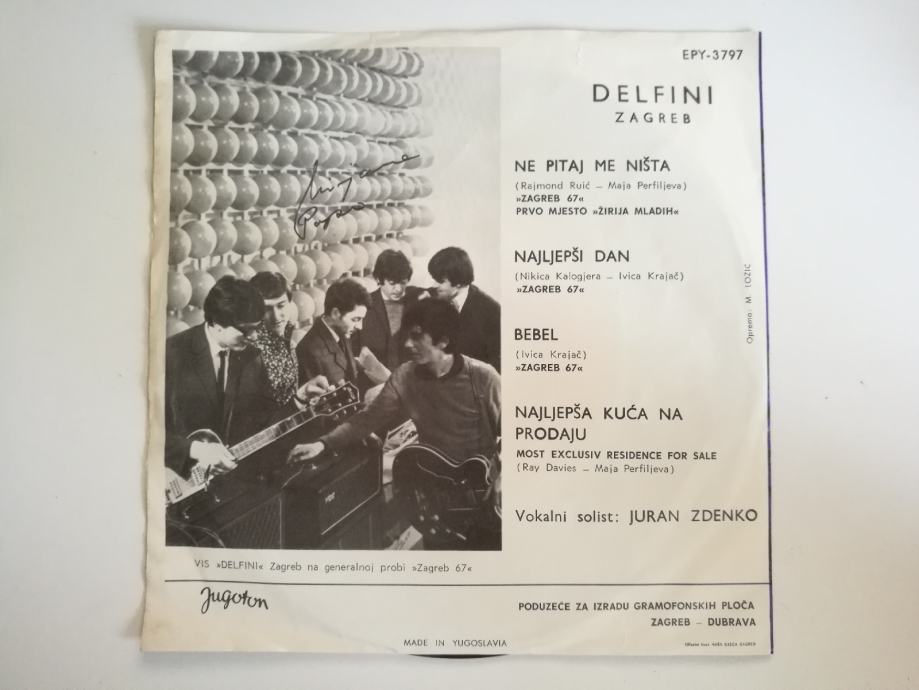 EPY-3797
DELFINI
ZAGREB
NE PITAJ ME NIŠTA
(Rajmond Ruić — Maja Perfiljeva)
»ZAGREB 67«
PRVO MJESTO »ŽIRIJA MLADIH«
NAJLJEPŠI DAN
(Nikica Kalogjera — Ivica Krajač)
»ZAGREB 67«
BEBEL
(Ivica Krajač)
»ZAGREB 67«
NAJLJEPŠA KUĆA NA
PRODAJU
MOST EXCLUSIV RESIDENCE FOR SALE
(Ray Davies — Maja Perfiljeva)
Vokalni solist: JURAN ZDENKO
Oprema: M. LOZIĆ
VIS »DELFINI« Zagreb na generalnoj probi »Zagreb 67«
Jugoton
PODUZEĆE ZA IZRADU GRAMOFONSKIH PLOČA
ZAGREB — DUBRAVA
MADE IN YUGOSLAVIA